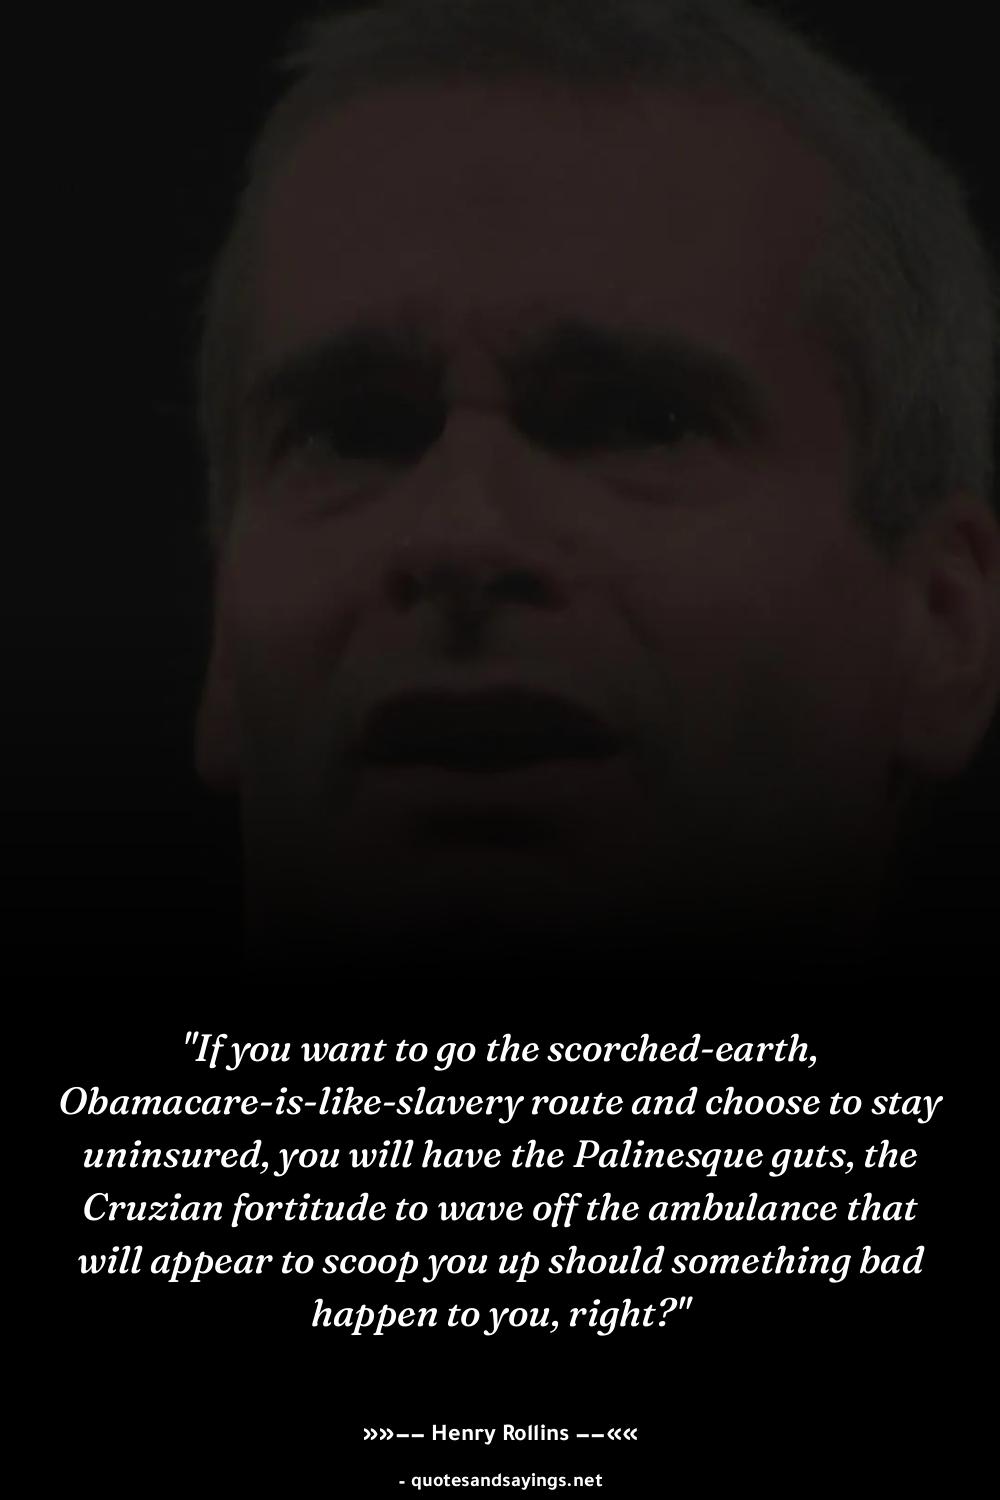 "If you want to go the scorched-earth,
Obamacare-is-like-slavery route and choose to stay
uninsured, you will have the Palinesque guts, the
Cruzian fortitude to wave off the ambulance that
will appear to scoop you up should something bad
happen to you, right?"
»»−− Henry Rollins −−««
- quotesandsayings.net